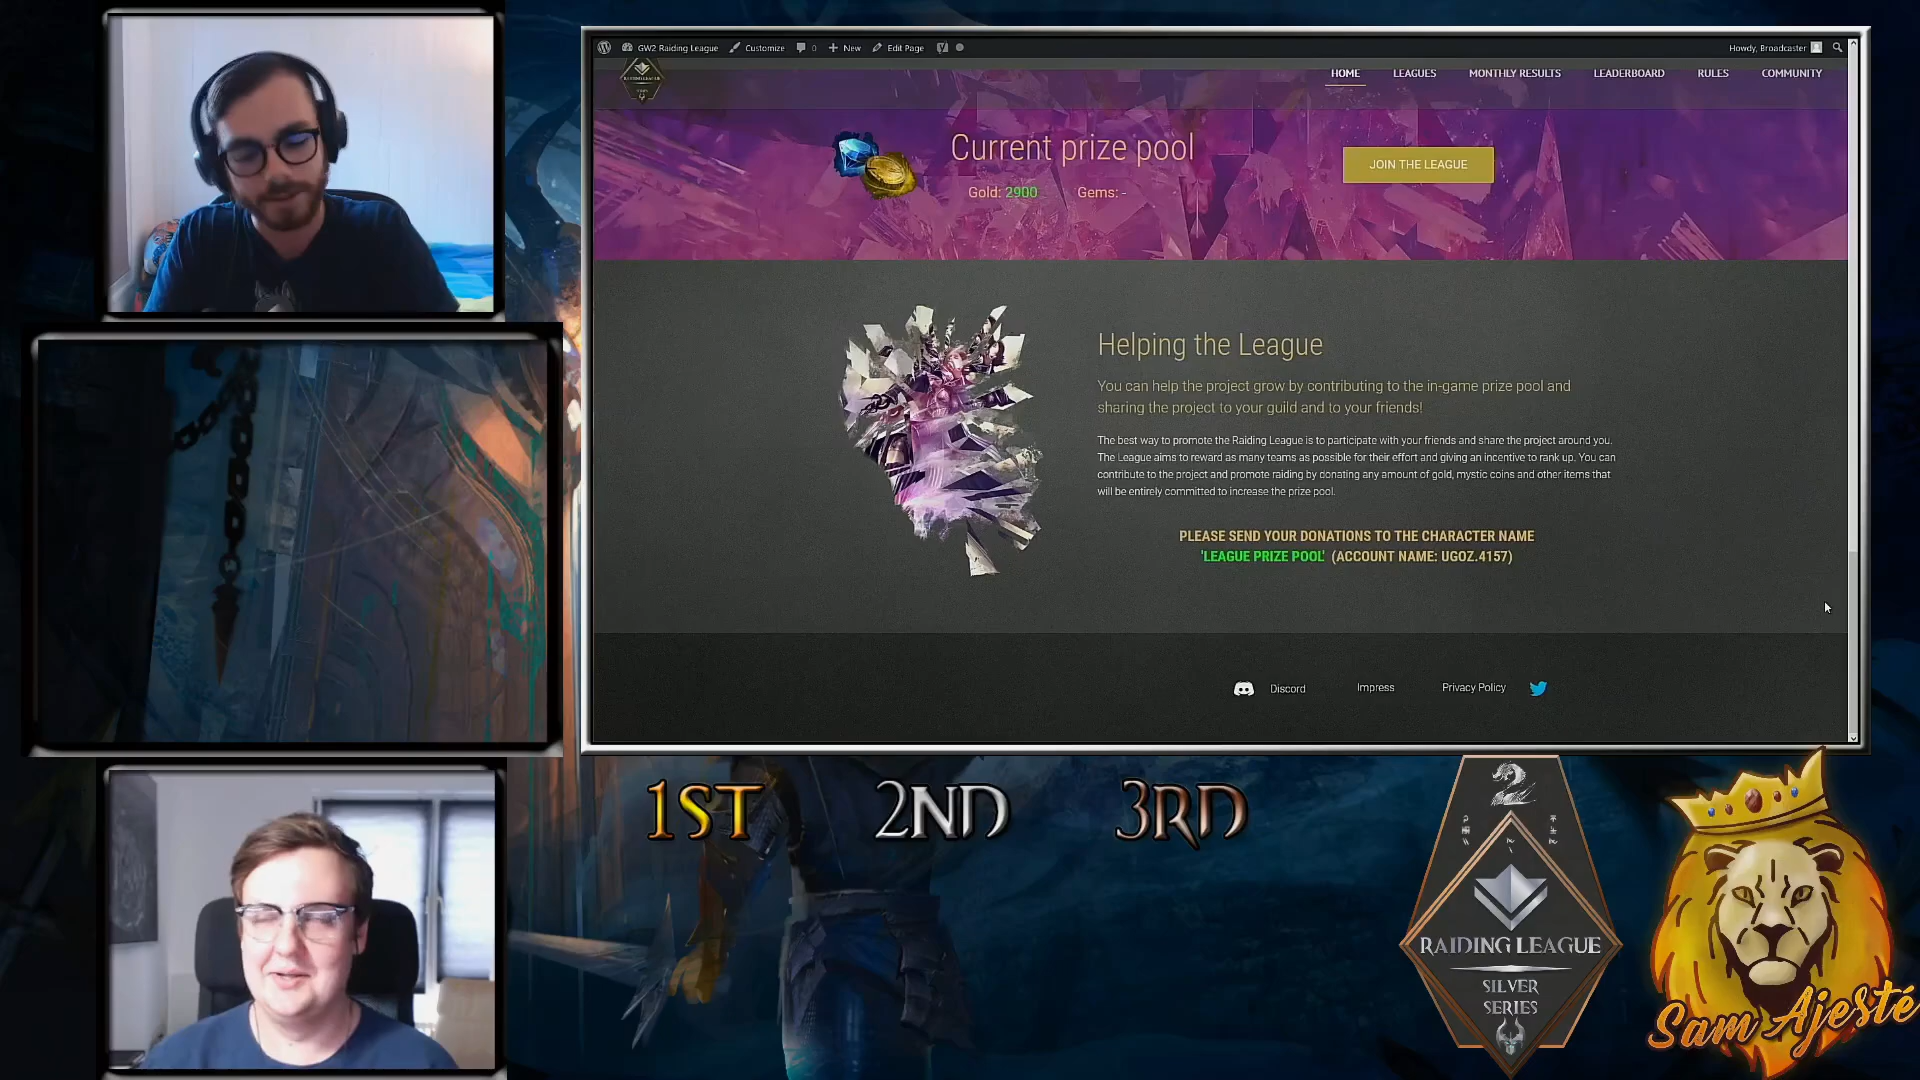 GW2 Raiding League
Customize
0
New
Edit Page
Howdy, Broadcaster
HOME
LEAGUES
MONTHLY RESULTS
LEADERBOARD
RULES
COMMUNITY
Current prize pool
Gold: 2900
Gems: -
JOIN THE LEAGUE
Helping the League
You can help the project grow by contributing to the in-game prize pool and
sharing the project to your guild and to your friends!
The best way to promote the Raiding League is to participate with your friends and share the project around you.
The League aims to reward as many teams as possible for their effort and giving an incentive to rank up. You can
contribute to the project and promote raiding by donating any amount of gold, mystic coins and other items that
will be entirely committed to increase the prize pool.
PLEASE SEND YOUR DONATIONS TO THE CHARACTER NAME
'LEAGUE PRIZE POOL' (ACCOUNT NAME: UGOZ.4157)
Discord
Impress
Privacy Policy
1ST
2ND
3RD
RAIDING LEAGUE
SILVER
SERIES
Sam Ajesté